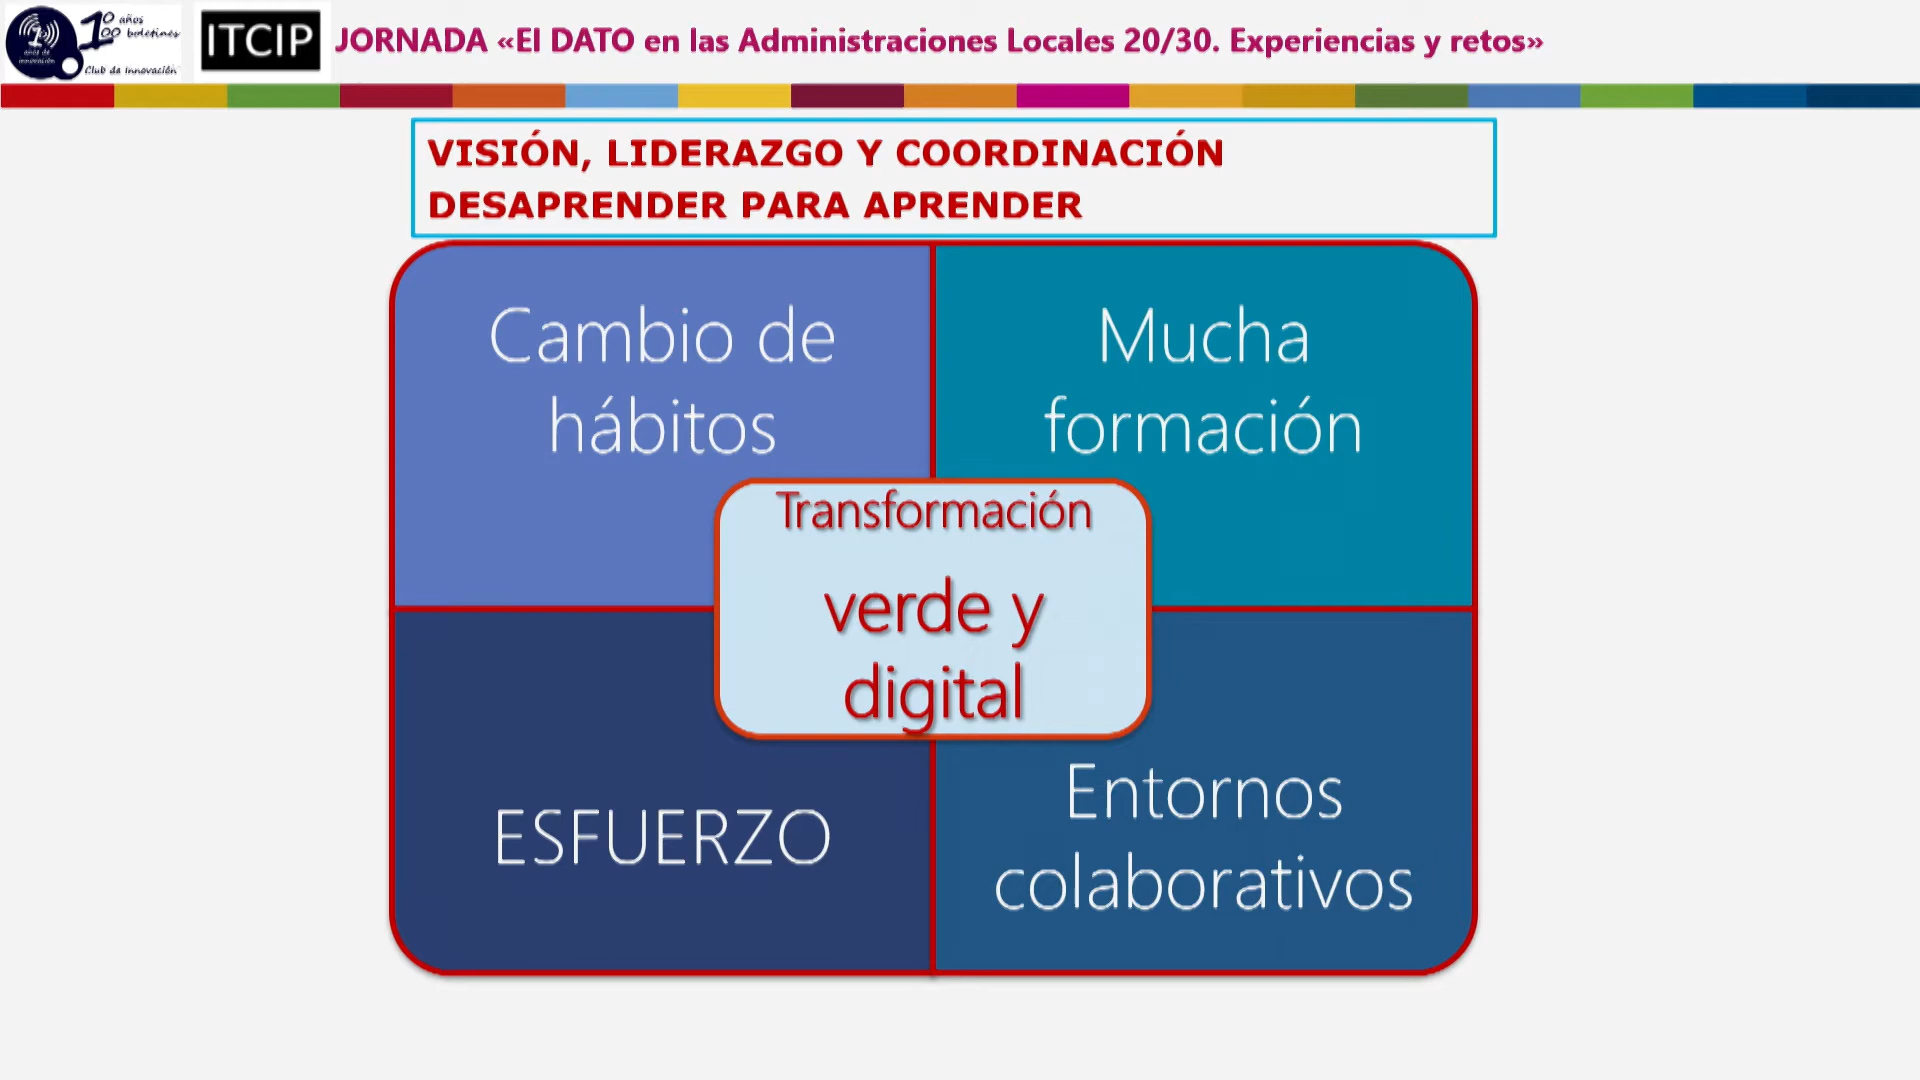 10 años
100 boletines
Club de Innovación
ITCIP
JORNADA «El DATO en las Administraciones Locales 20/30. Experiencias y retos»
VISIÓN, LIDERAZGO Y COORDINACIÓN
DESAPRENDER PARA APRENDER
Cambio de
hábitos
Mucha
formación
Transformación
verde y
digital
ESFUERZO
Entornos
colaborativos